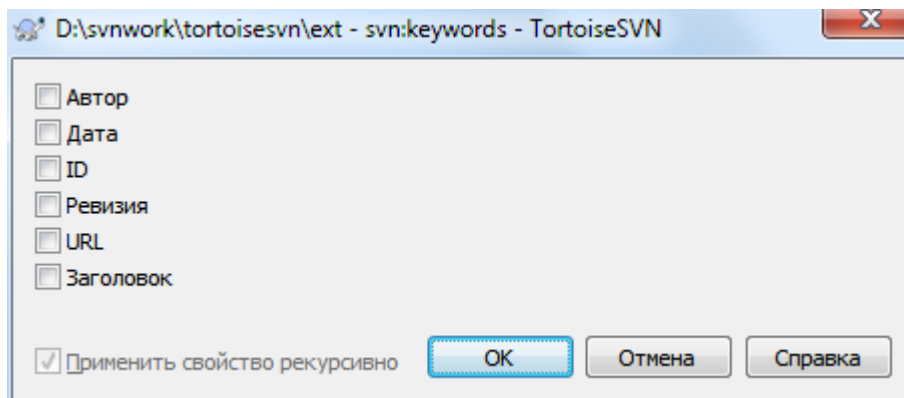 D:\svnwork\tortoisesvn\ext - svn:keywords - TortoiseSVN
Автор
Дата
ID
Ревизия
URL
Заголовок
Применить свойство рекурсивно OK Отмена Справка